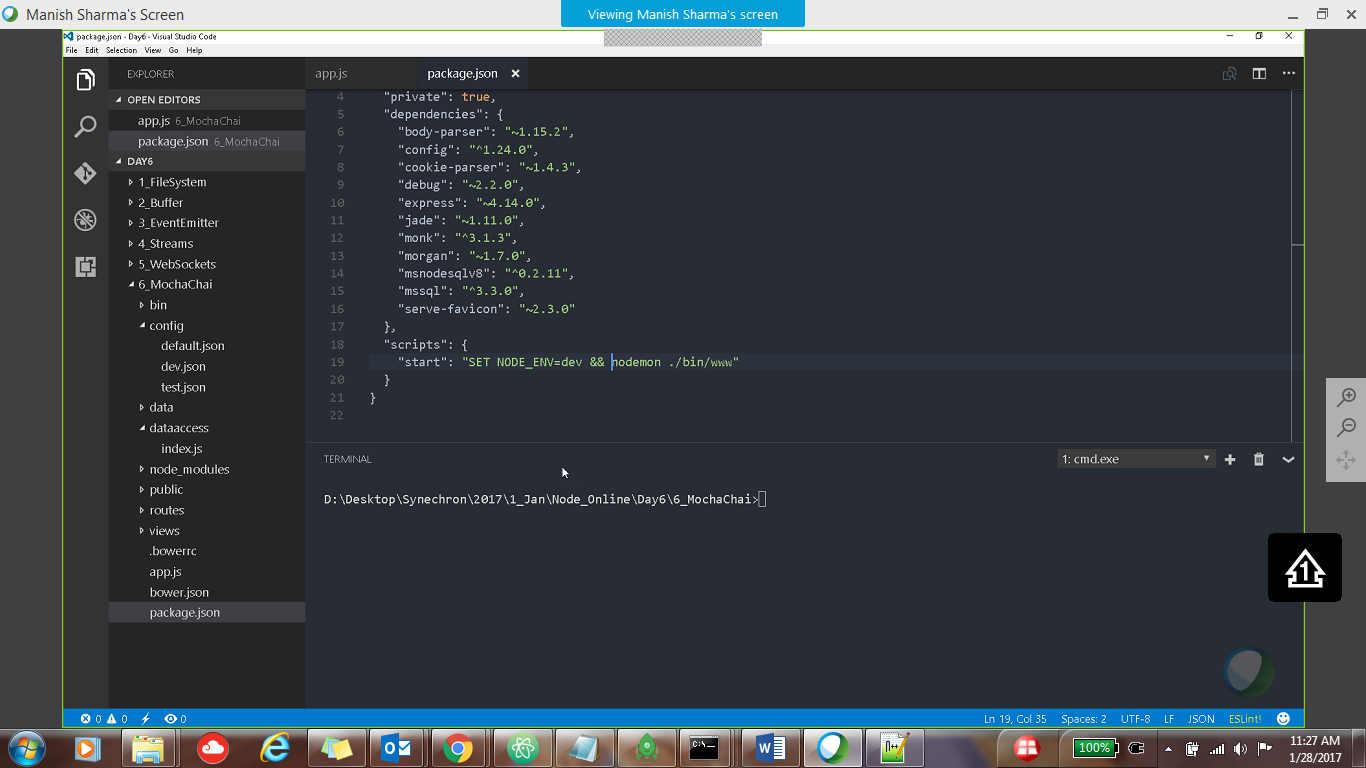 Manish Sharma's Screen
Viewing Manish Sharma's screen
package.json - Day6 - Visual Studio Code
File Edit Selection View Go Help
EXPLORER
OPEN EDITORS
app.js 6_MochaChai
package.json 6_MochaChai
DAY6
1_FileSystem
2_Buffer
3_EventEmitter
4_Streams
5_WebSockets
6_MochaChai
bin
config
default.json
dev.json
test.json
data
dataaccess
index.js
node_modules
public
routes
views
.bowerrc
app.js
bower.json
package.json
app.js package.json
4 "private": true,
5 "dependencies": {
6 "body-parser": "~1.15.2",
7 "config": "^1.24.0",
8 "cookie-parser": "~1.4.3",
9 "debug": "~2.2.0",
10 "express": "~4.14.0",
11 "jade": "~1.11.0",
12 "monk": "^3.1.3",
13 "morgan": "~1.7.0",
14 "msnodesqlv8": "^0.2.11",
15 "mssql": "^3.3.0",
16 "serve-favicon": "~2.3.0"
17 },
18 "scripts": {
19 "start": "SET NODE_ENV=dev && nodemon ./bin/www"
20 }
21 }
22
TERMINAL
1: cmd.exe
D:\Desktop\Synechron\2017\1_Jan\Node_Online\Day6\6_MochaChai>
1
0 0 0
Ln 19, Col 35 Spaces: 2 UTF-8 LF JSON ESLint!
100%
11:27 AM
1/28/2017